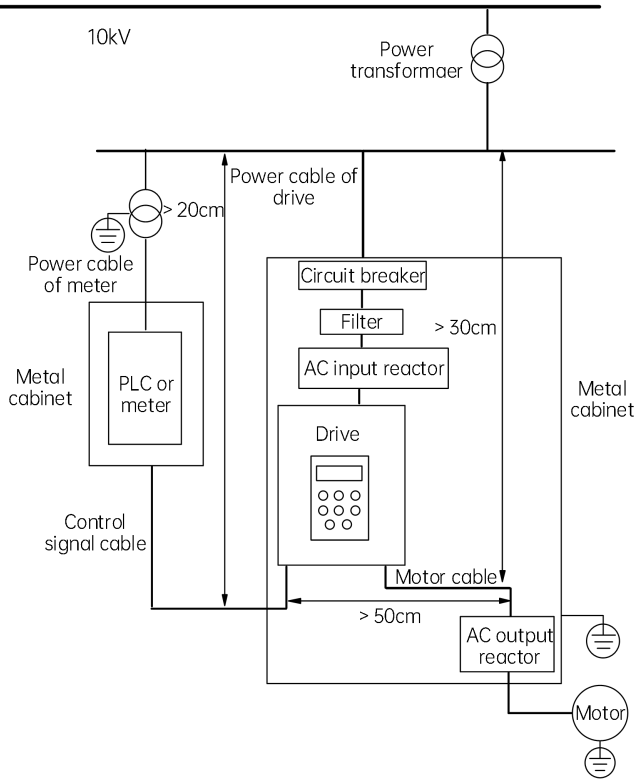 10kV
Power
transformaer
Power cable of
drive
> 20cm
Power cable
of meter
Circuit breaker
Filter
> 30cm
AC input reactor
Metal
cabinet
PLC or
meter
Metal
cabinet
Drive
Control
signal cable
Motor cable
> 50cm
AC output
reactor
Motor